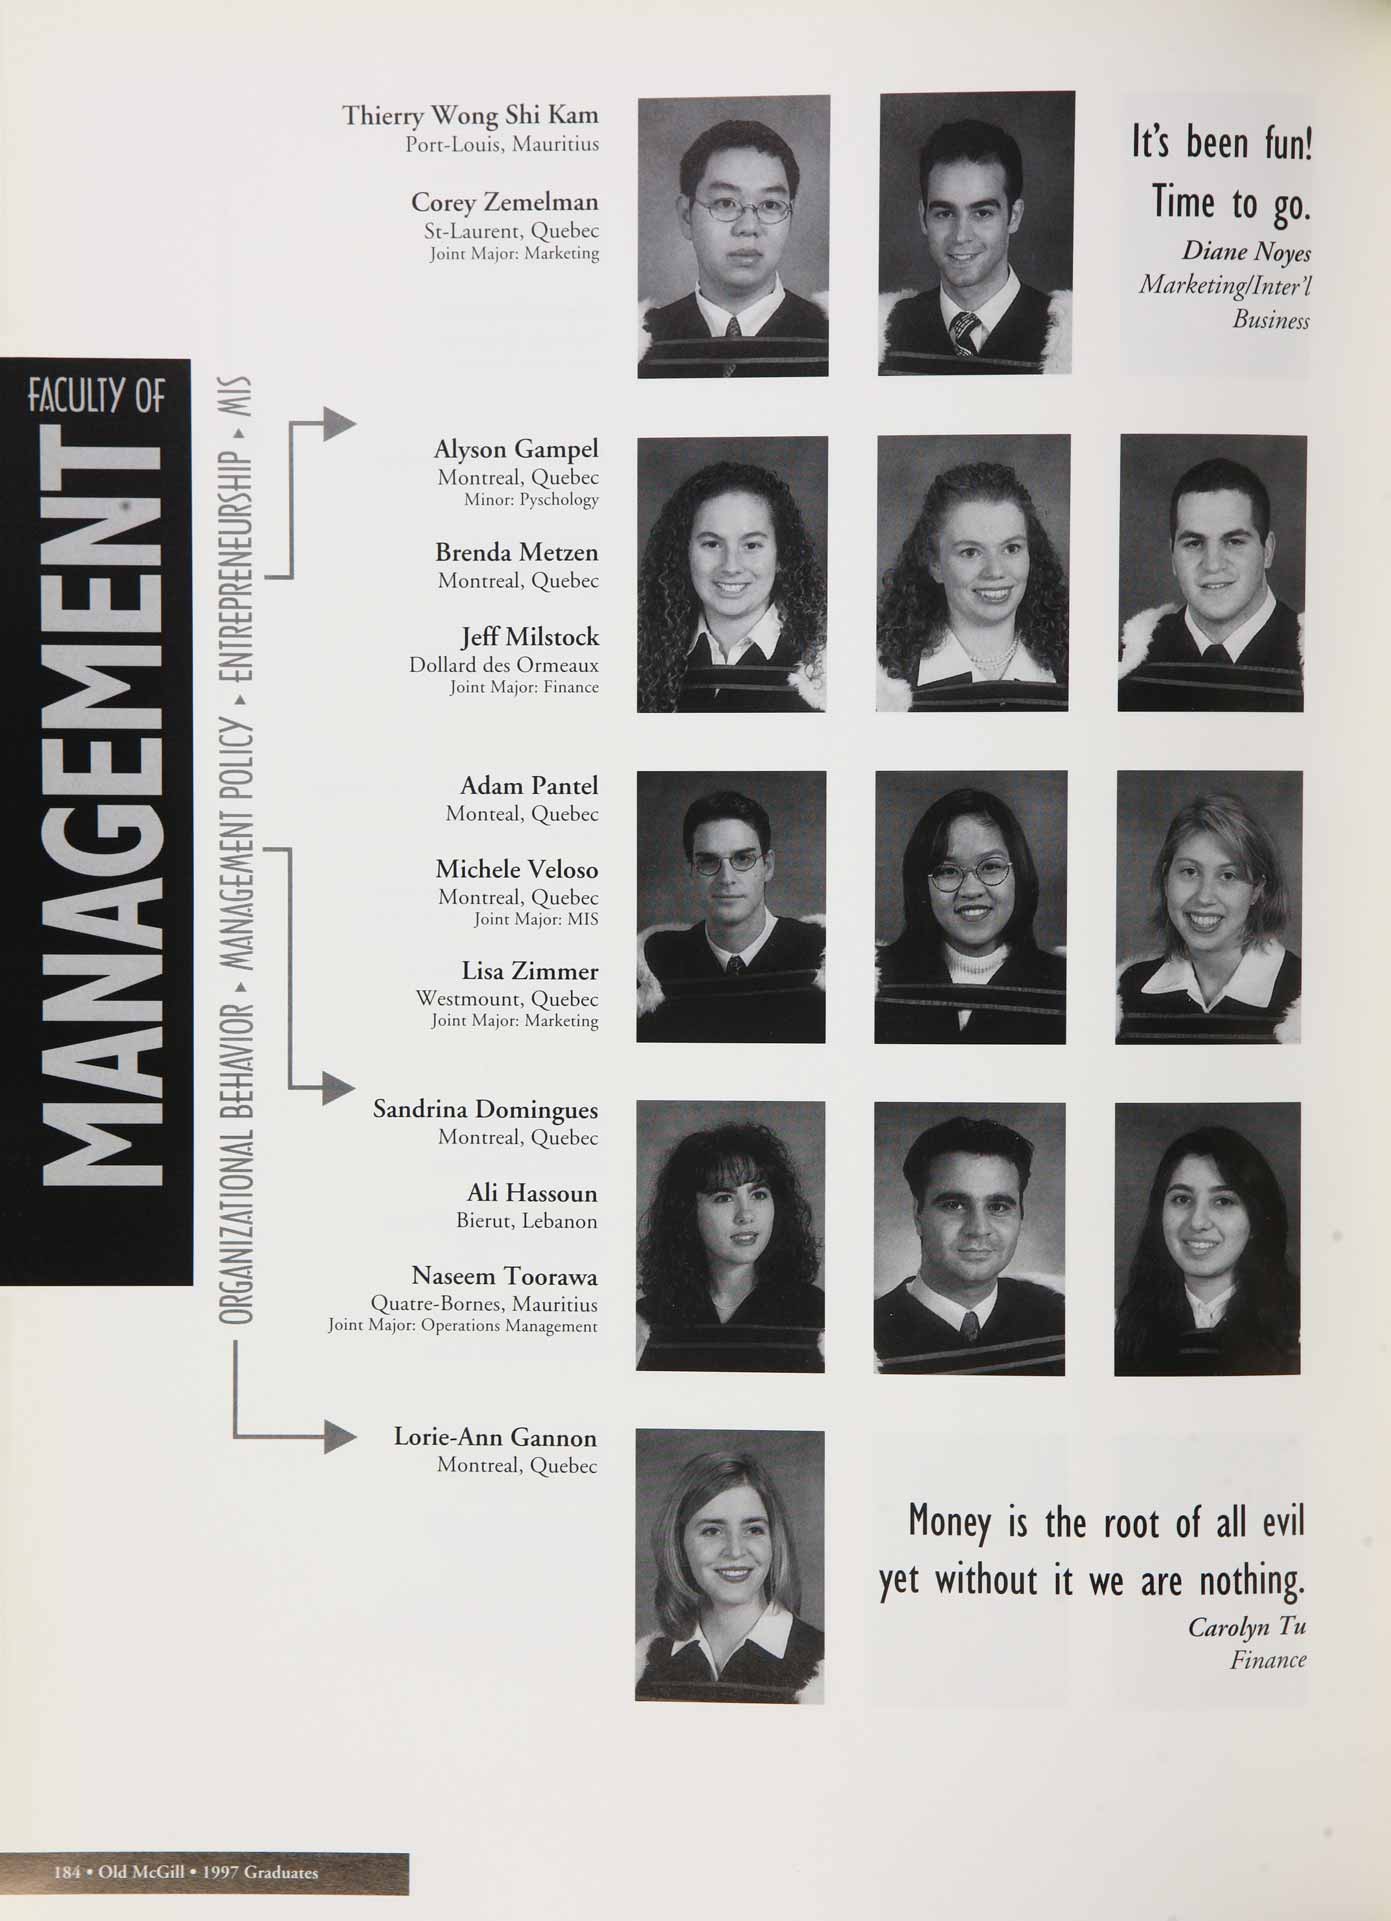 Thierry Wong Shi Kam
Port-Louis, Mauritius
Corey Zemelman
St-Laurent, Quebec
Joint Major: Marketing
It's been fun!
Time to go.
Diane Noyes
Marketing/Inter'l
Business
FACULTY OF
MANAGEMENT
ORGANIZATIONAL BEHAVIOR ▸ MANAGEMENT POLICY ▸ ENTREPRENEURSHIP ▸ MIS
Alyson Gampel
Montreal, Quebec
Minor: Pyschology
Brenda Metzen
Montreal, Quebec
Jeff Milstock
Dollard des Ormeaux
Joint Major: Finance
Adam Pantel
Monteal, Quebec
Michele Veloso
Montreal, Quebec
Joint Major: MIS
Lisa Zimmer
Westmount, Quebec
Joint Major: Marketing
Sandrina Domingues
Montreal, Quebec
Ali Hassoun
Bierut, Lebanon
Naseem Toorawa
Quatre-Bornes, Mauritius
Joint Major: Operations Management
Lorie-Ann Gannon
Montreal, Quebec
Money is the root of all evil
yet without it we are nothing.
Carolyn Tu
Finance
184 • Old McGill • 1997 Graduates